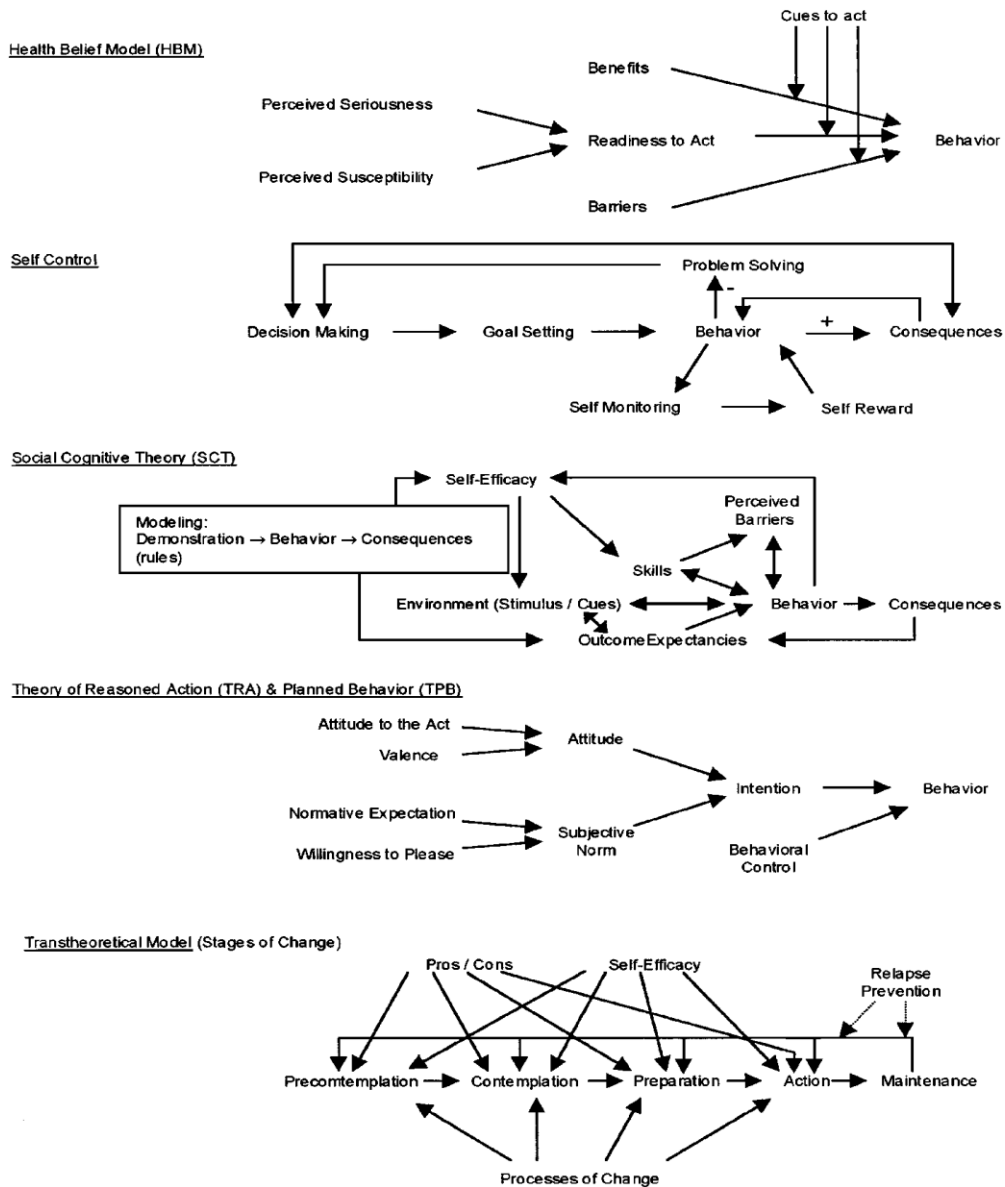 Cues to act
Health Belief Model (HBM)
Benefits
Perceived Seriousness
Readiness to Act
Behavior
Perceived Susceptibility
Barriers
Self Control
Problem Solving
-
Decision Making
Goal Setting
Behavior
+
Consequences
Self Monitoring
Self Reward
Social Cognitive Theory (SCT)
Self-Efficacy
Perceived
Barriers
Modeling:
Demonstration → Behavior → Consequences
(rules)
Skills
Environment (Stimulus / Cues)
Behavior
Consequences
Outcome Expectancies
Theory of Reasoned Action (TRA) & Planned Behavior (TPB)
Attitude to the Act
Attitude
Valence
Intention
Behavior
Normative Expectation
Subjective
Norm
Willingness to Please
Behavioral
Control
Transtheoretical Model (Stages of Change)
Pros / Cons
Self-Efficacy
Relapse
Prevention
Precomtemplation
Contemplation
Preparation
Action
Maintenance
Processes of Change